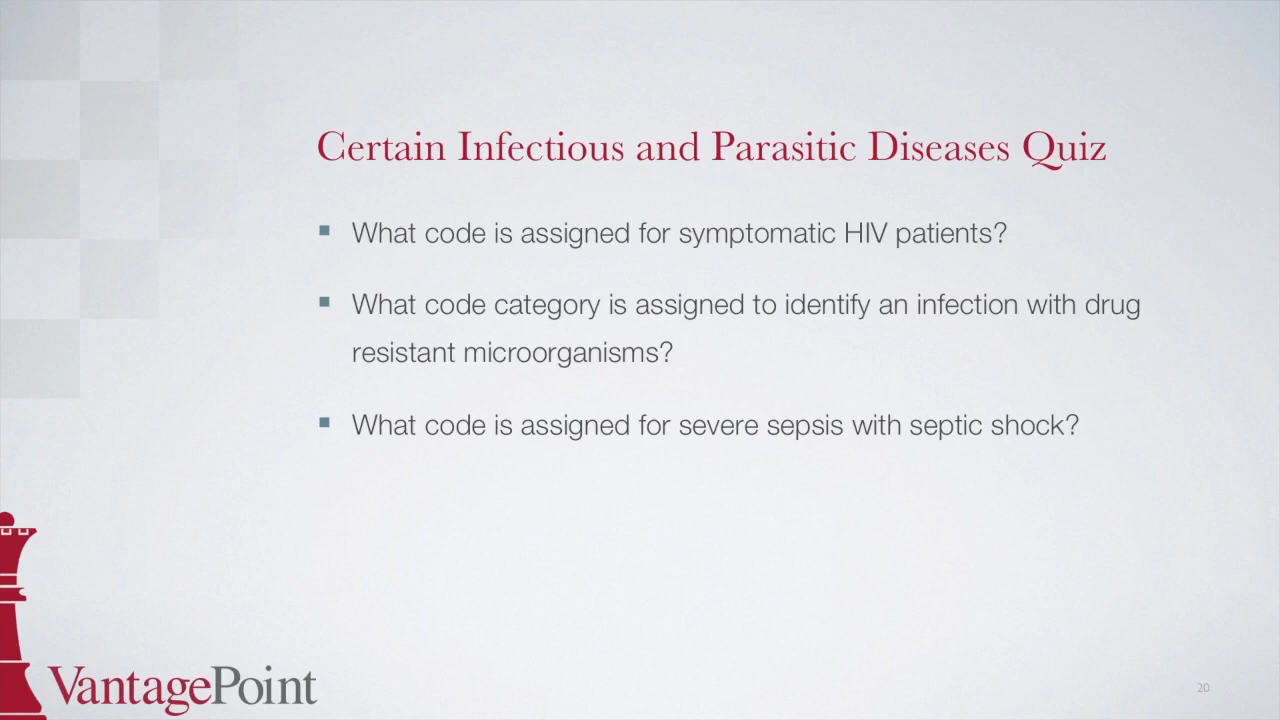 Certain Infectious and Parasitic Diseases Quiz
What code is assigned for symptomatic HIV patients?
What code category is assigned to identify an infection with drug
resistant microorganisms?
What code is assigned for severe sepsis with septic shock?
VantagePoint
20